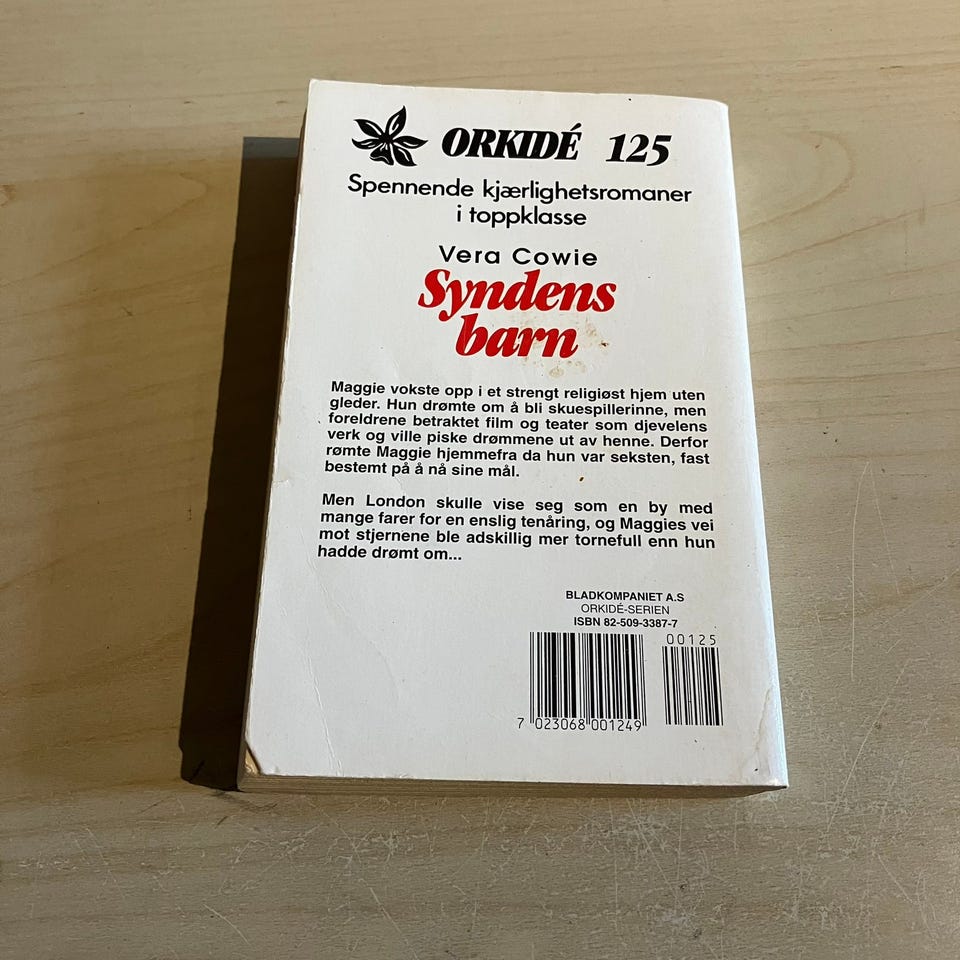 ORKIDÉ 125
Spennende kjærlighetsromaner
i toppklasse
Vera Cowie
Syndens
barn
Maggie vokste opp i et strengt religiøst hjem uten
gleder. Hun drømte om å bli skuespillerinne, men
foreldrene betraktet film og teater som djevelens
verk og ville piske drømmene ut av henne. Derfor
rømte Maggie hjemmefra da hun var seksten, fast
bestemt på å nå sine mål.
Men London skulle vise seg som en by med
mange farer for en enslig tenåring, og Maggies vei
mot stjernene ble adskillig mer tornefull enn hun
hadde drømt om...
BLADKOMPANIET A.S
ORKIDÉ-SERIEN
ISBN 82-509-3387-7
00125
7 023068 001249